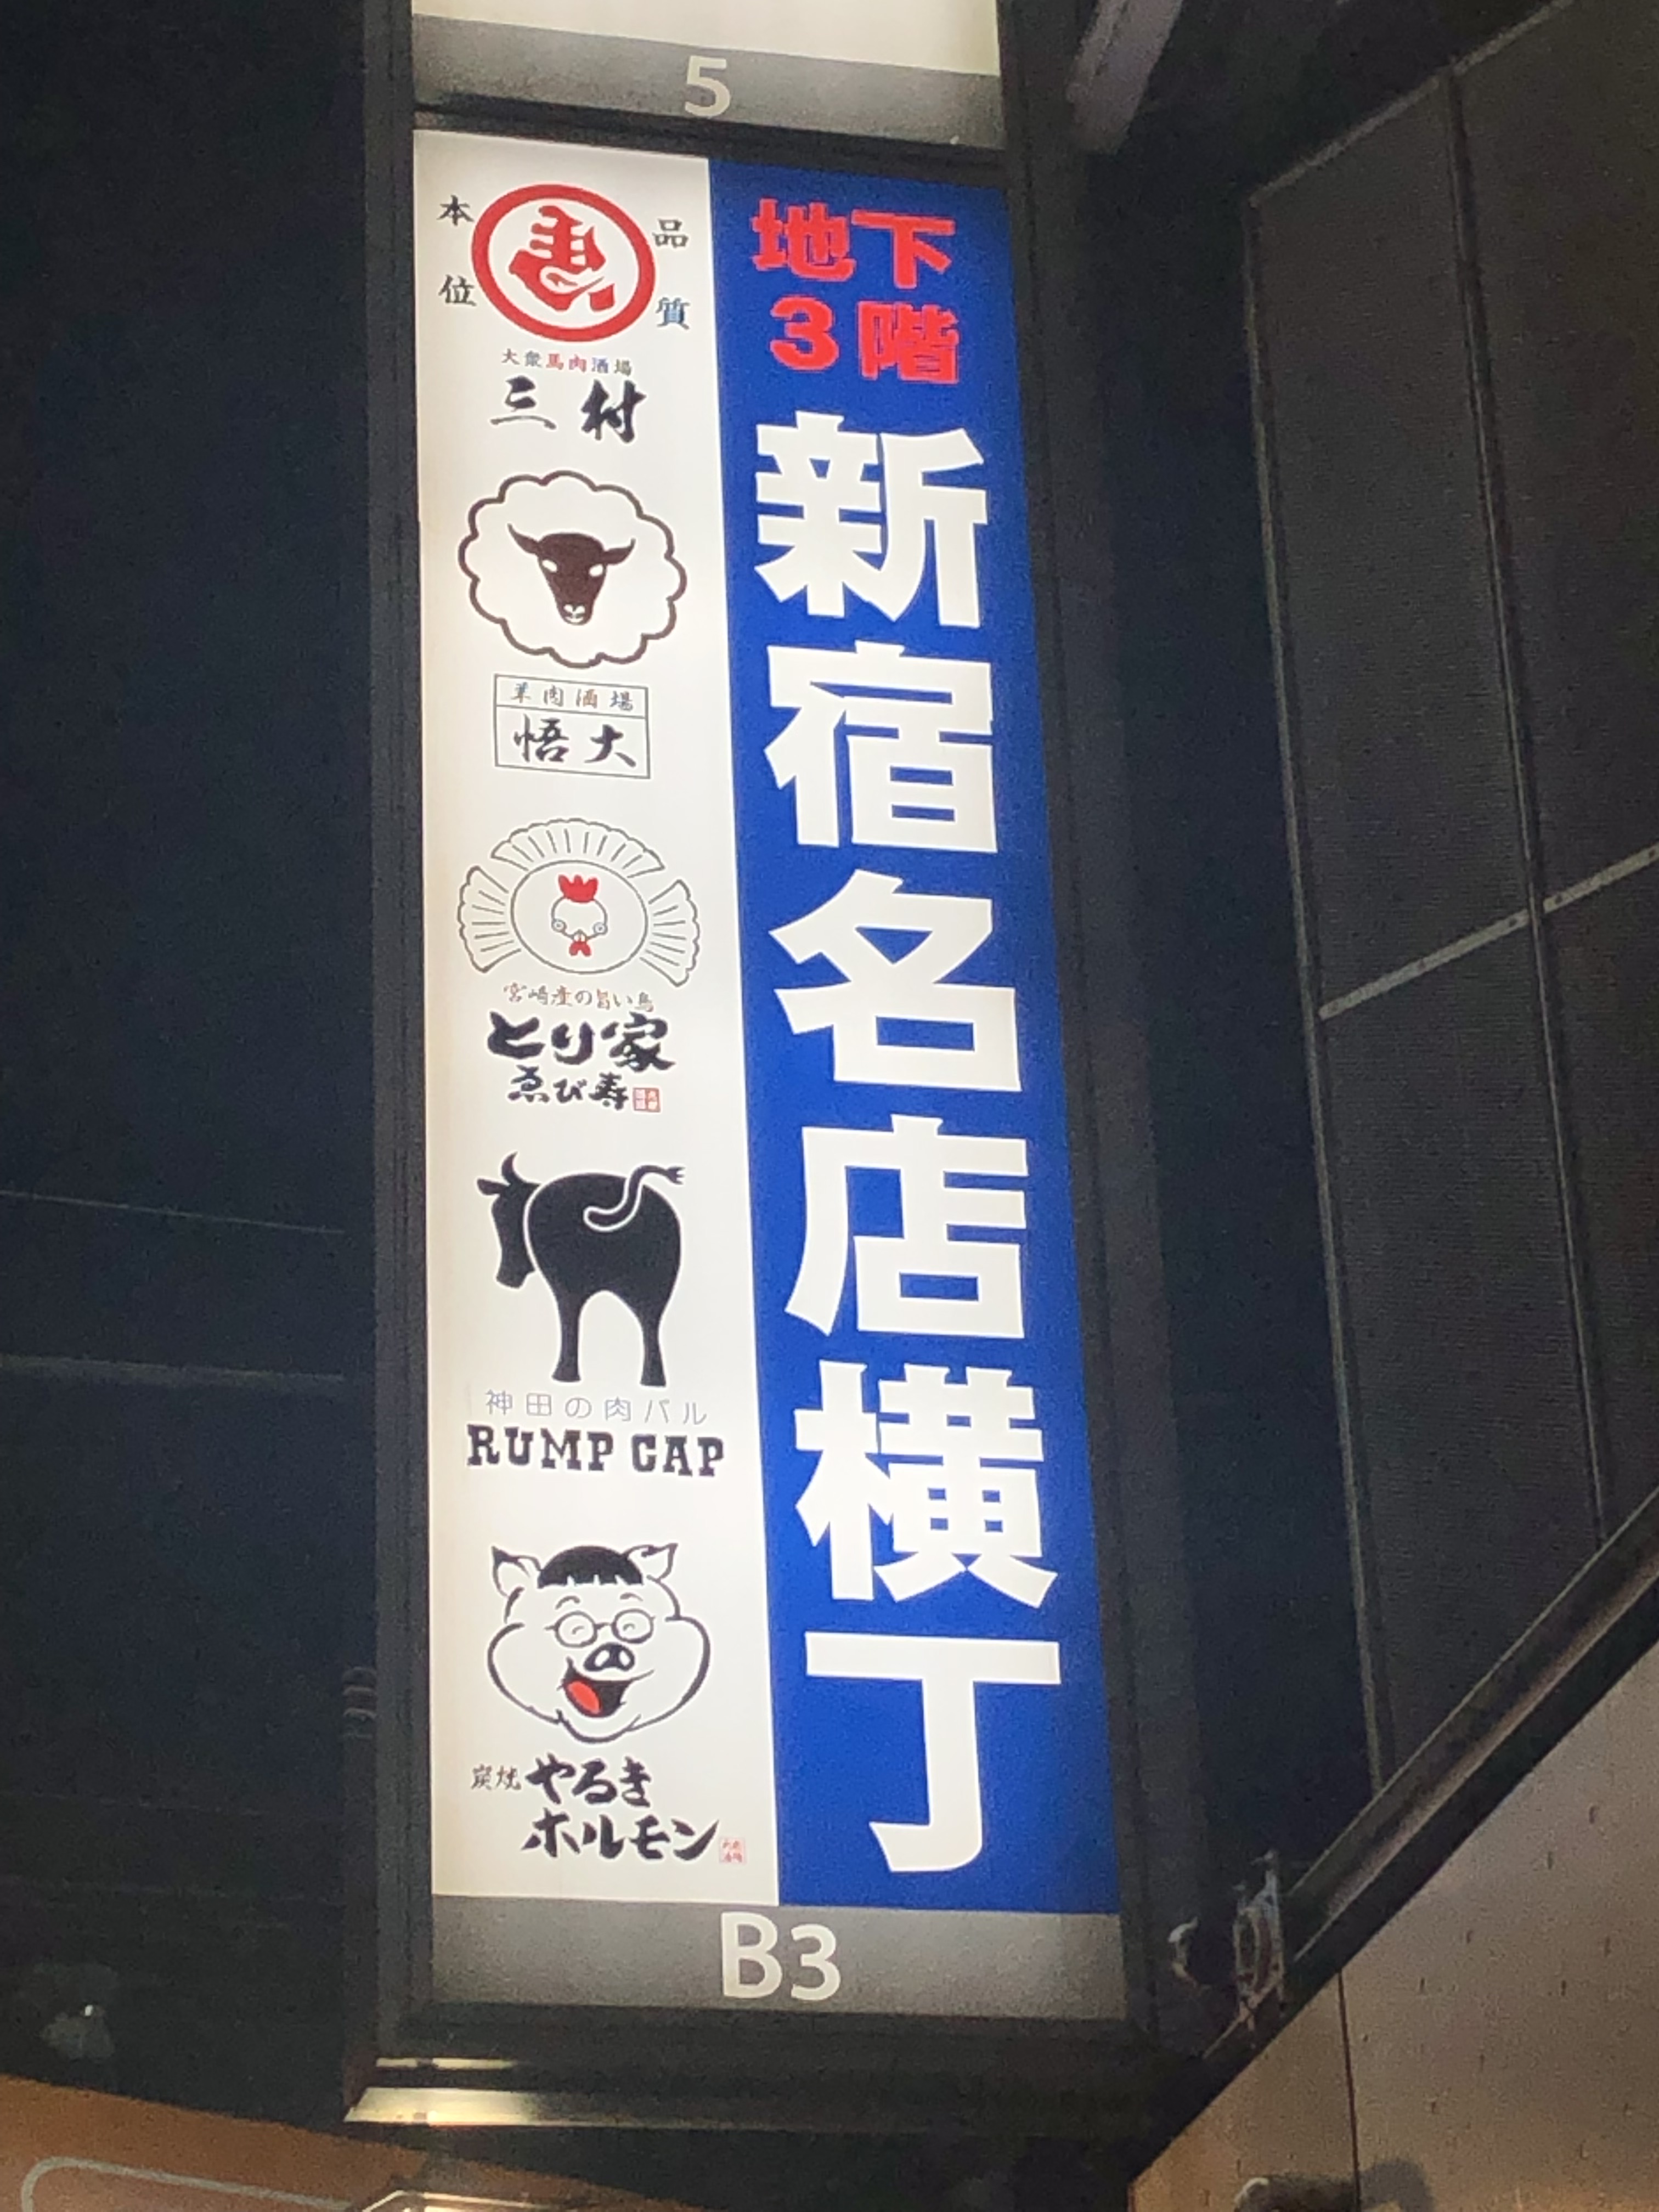 5
地下
3階
新宿名店横丁
品質
本位
大衆馬肉酒場
三村
羊肉酒場
悟大
宮崎産の旨い鳥
とり家
ゑび寿
神田の肉バル
RUMP CAP
炭焼
やるき
ホルモン
B3